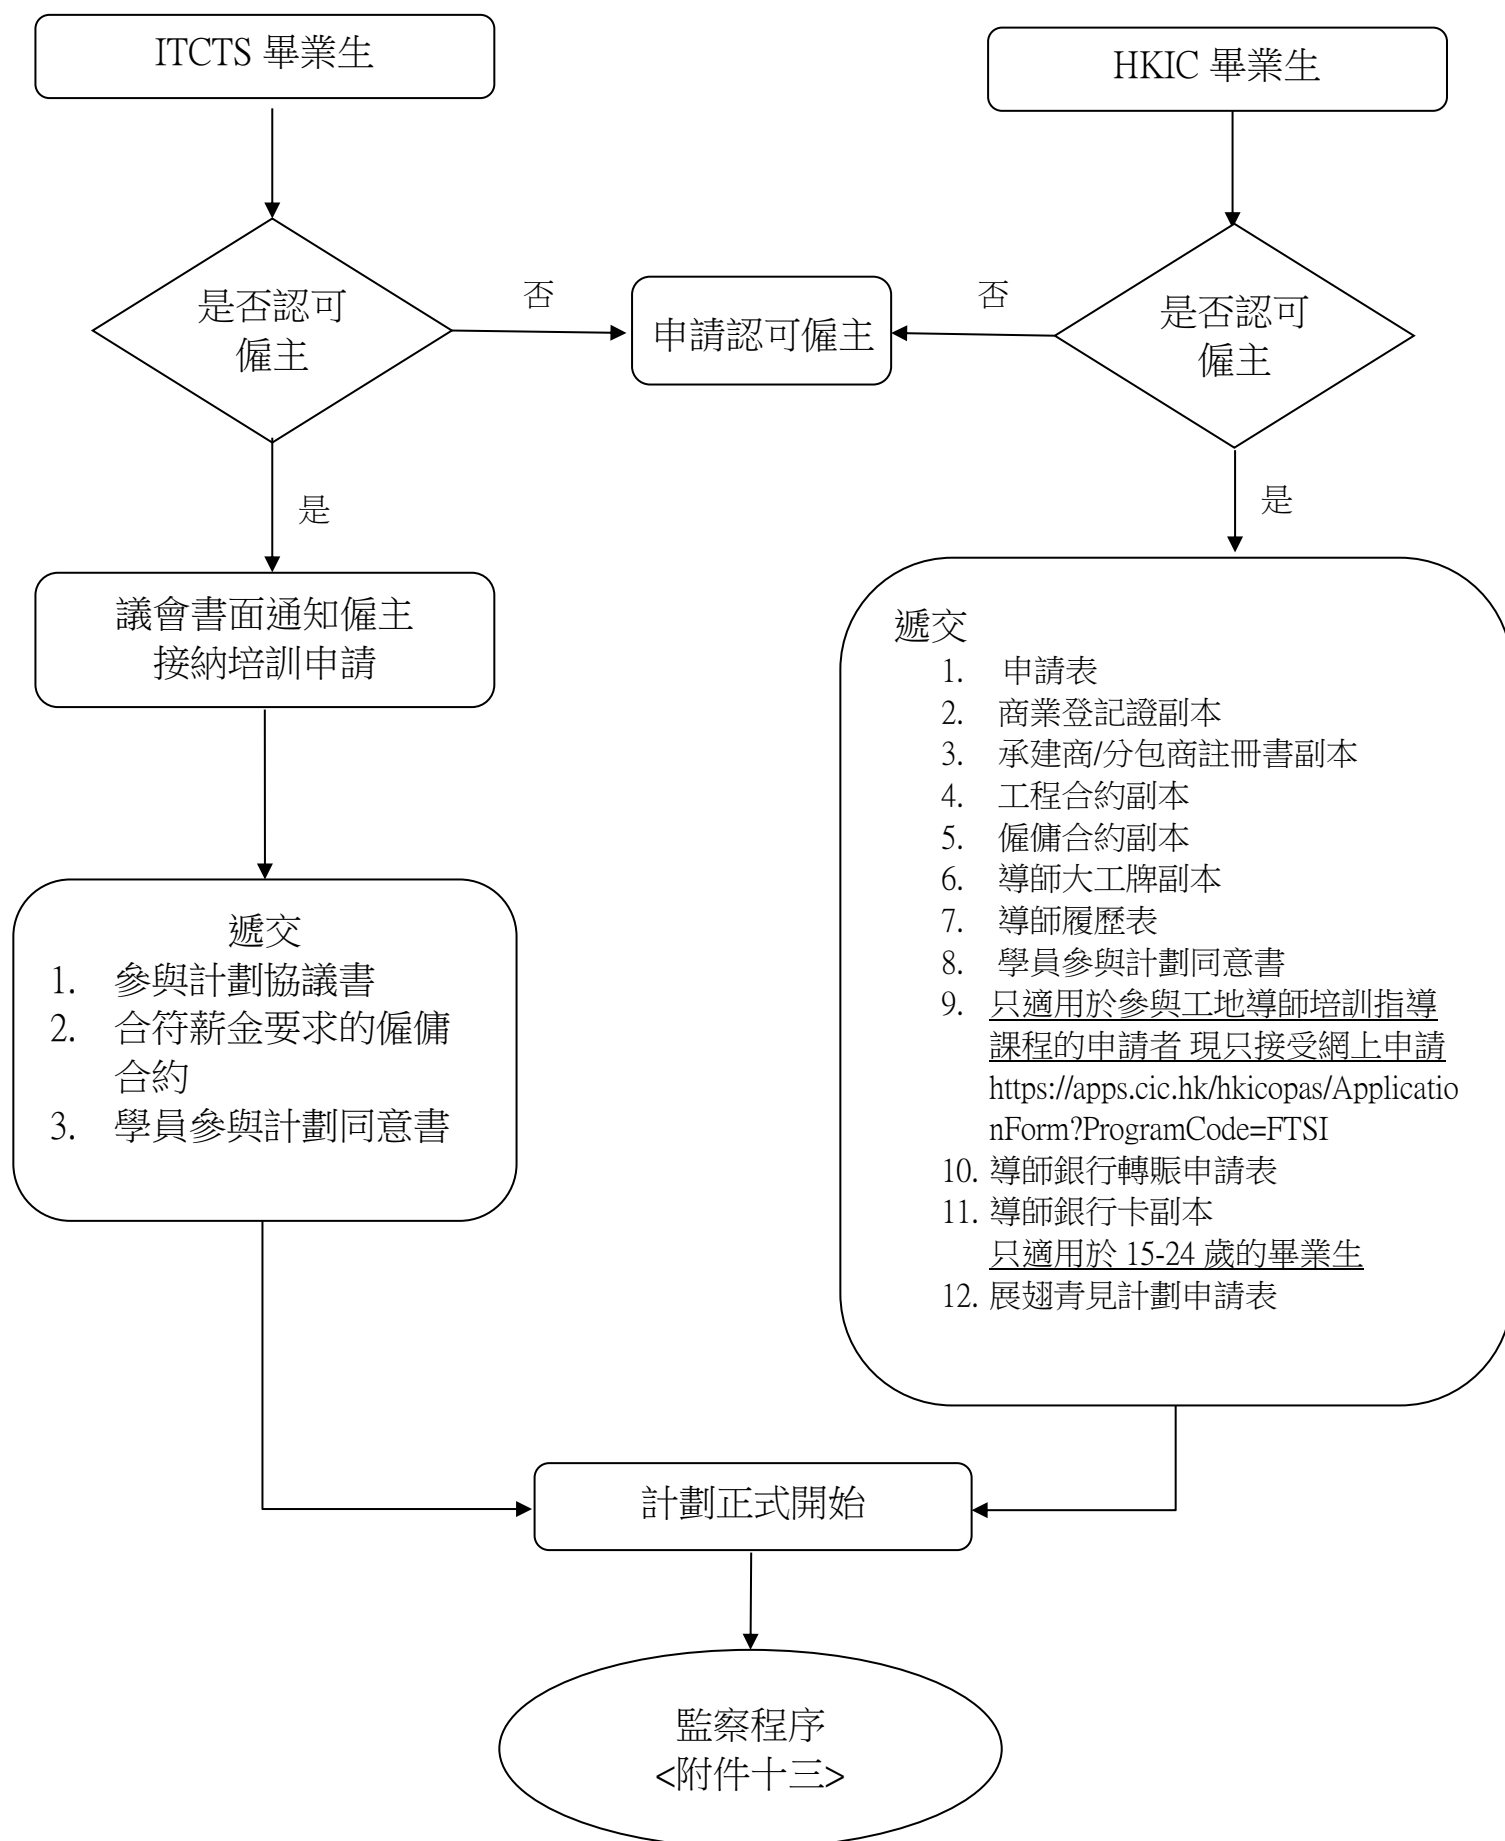 ITCTS 畢業生
HKIC 畢業生
是否認可
僱主
否
申請認可僱主
否
是否認可
僱主
是
是
議會書面通知僱主
接納培訓申請
遞交
1. 參與計劃協議書
2. 合符薪金要求的僱傭
合約
3. 學員參與計劃同意書
遞交
1. 申請表
2. 商業登記證副本
3. 承建商/分包商註冊書副本
4. 工程合約副本
5. 僱傭合約副本
6. 導師大工牌副本
7. 導師履歷表
8. 學員參與計劃同意書
9. 只適用於參與工地導師培訓指導
課程的申請者 現只接受網上申請
https://apps.cic.hk/hkicopas/Applicatio
nForm?ProgramCode=FTSI
10. 導師銀行轉賬申請表
11. 導師銀行卡副本
只適用於 15-24 歲的畢業生
12. 展翅青見計劃申請表
計劃正式開始
監察程序
<附件十三>